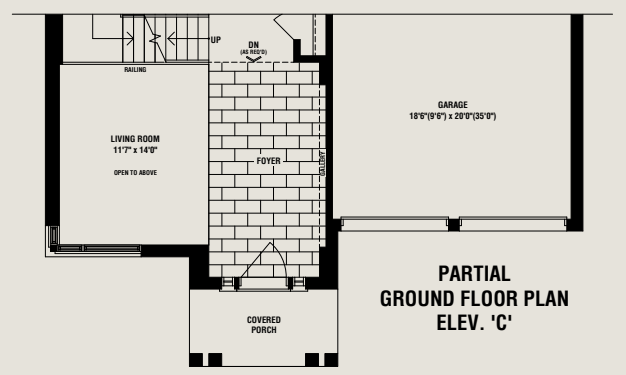 UP
DN
(AS REQ'D)
RAILING
LIVING ROOM
11'7" x 14'0"
OPEN TO ABOVE
FOYER
GALLERY
GARAGE
18'6"(9'6") x 20'0"(35'0")
COVERED
PORCH
PARTIAL
GROUND FLOOR PLAN
ELEV. 'C'